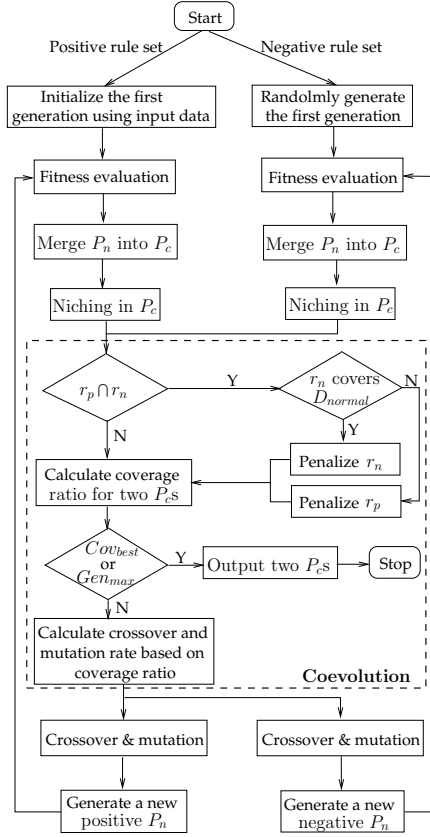 Start
Positive rule set
Negative rule set
Initialize the first
generation using input data
Randolmly generate
the first generation
Fitness evaluation
Fitness evaluation
Merge Pn into Pc
Merge Pn into Pc
Niching in Pc
Niching in Pc
rp ∩ rn
Y
rn covers
Dnormal
N
Y
N
Penalize rn
Calculate coverage
ratio for two Pcs
Penalize rp
Covbest
or
Genmax
Y
Output two Pcs
Stop
N
Calculate crossover and
mutation rate based on
coverage ratio
Coevolution
Crossover & mutation
Crossover & mutation
Generate a new
positive Pn
Generate a new
negative Pn